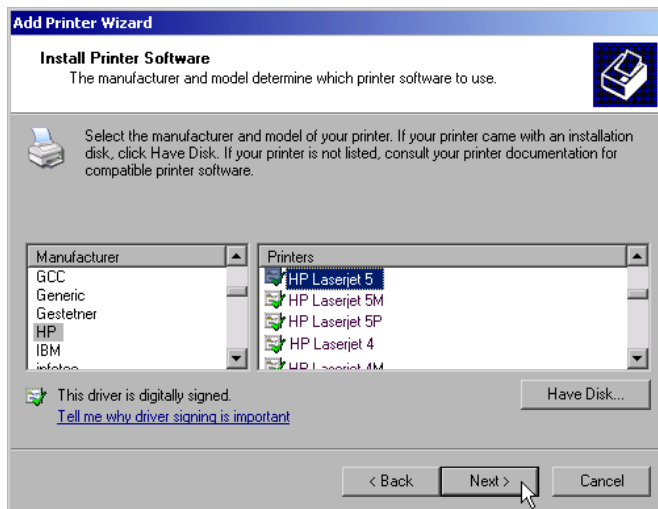 Add Printer Wizard
Install Printer Software
The manufacturer and model determine which printer software to use.
Select the manufacturer and model of your printer. If your printer came with an installation
disk, click Have Disk. If your printer is not listed, consult your printer documentation for
compatible printer software.
Manufacturer
GCC
Generic
Gestetner
HP
IBM
infotec
Printers
HP Laserjet 5
HP Laserjet 5M
HP Laserjet 5P
HP Laserjet 4
HP Laserjet 4M
This driver is digitally signed.
Tell me why driver signing is important
Have Disk...
< Back
Next >
Cancel